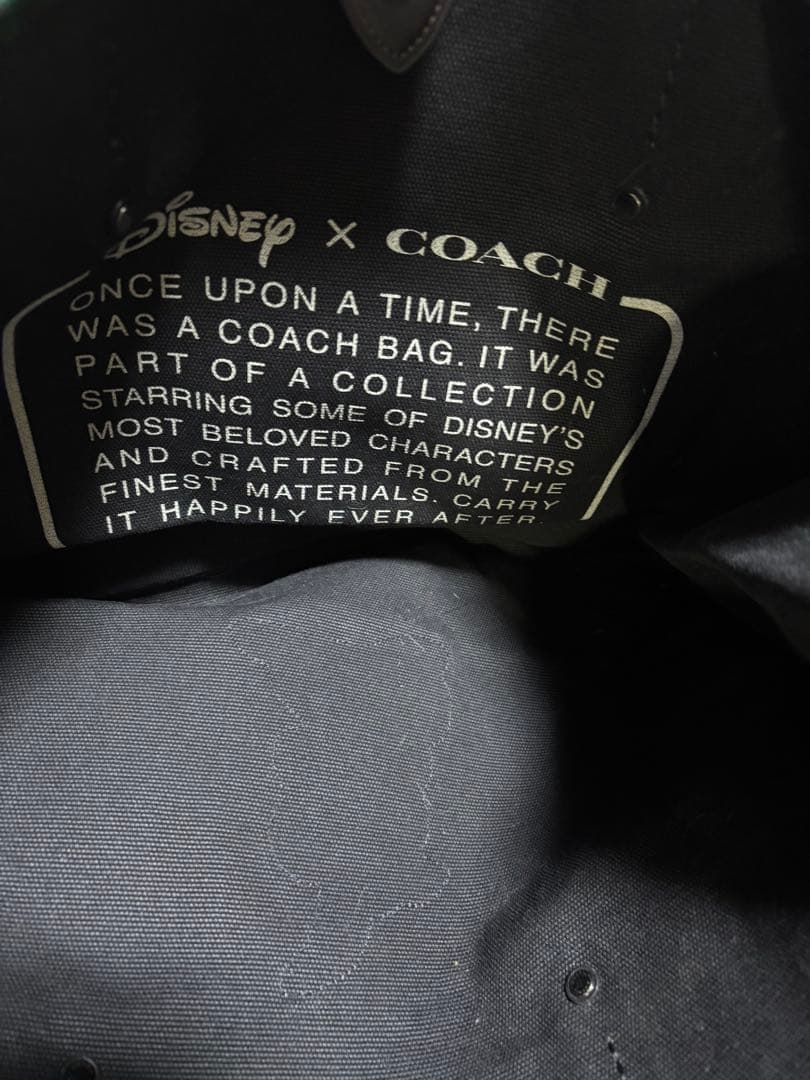 Disney × COACH
ONCE UPON A TIME, THERE
WAS A COACH BAG. IT WAS
PART OF A COLLECTION
STARRING SOME OF DISNEY'S
MOST BELOVED CHARACTERS
AND CRAFTED FROM THE
FINEST MATERIALS. CARRY
IT HAPPILY EVER AFTER.